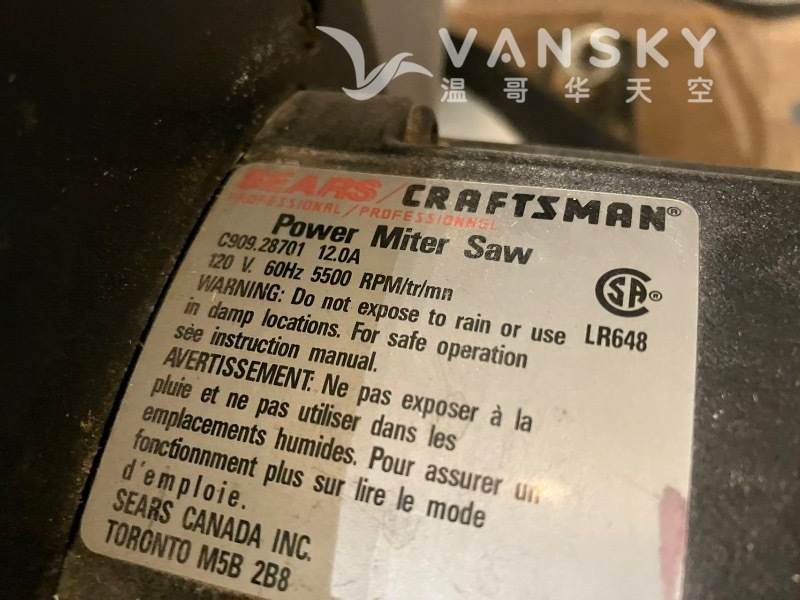 VANSKY
温哥华天空
SEARS/CRAFTSMAN®
PROFESSIONAL/PROFESSIONNEL
Power Miter Saw
C909.28701 12.0A
120 V. 60Hz 5500 RPM/tr/mn
WARNING: Do not expose to rain or use
in damp locations. For safe operation
see instruction manual.
SA®
LR648
AVERTISSEMENT: Ne pas exposer à la
pluie et ne pas utiliser dans les
emplacements humides. Pour assurer un
fonctionnment plus sur lire le mode
d'emploie.
SEARS CANADA INC.
TORONTO M5B 2B8